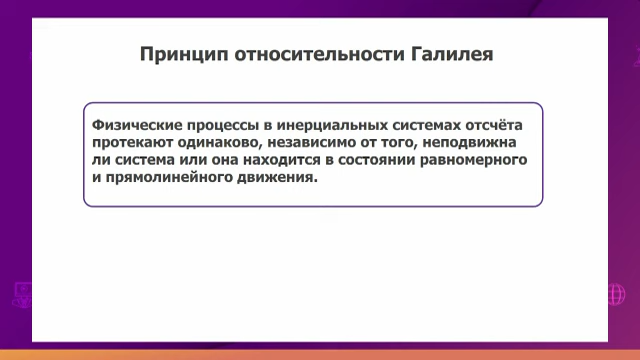 Принцип относительности Галилея
Физические процессы в инерциальных системах отсчёта
протекают одинаково, независимо от того, неподвижна
ли система или она находится в состоянии равномерного
и прямолинейного движения.